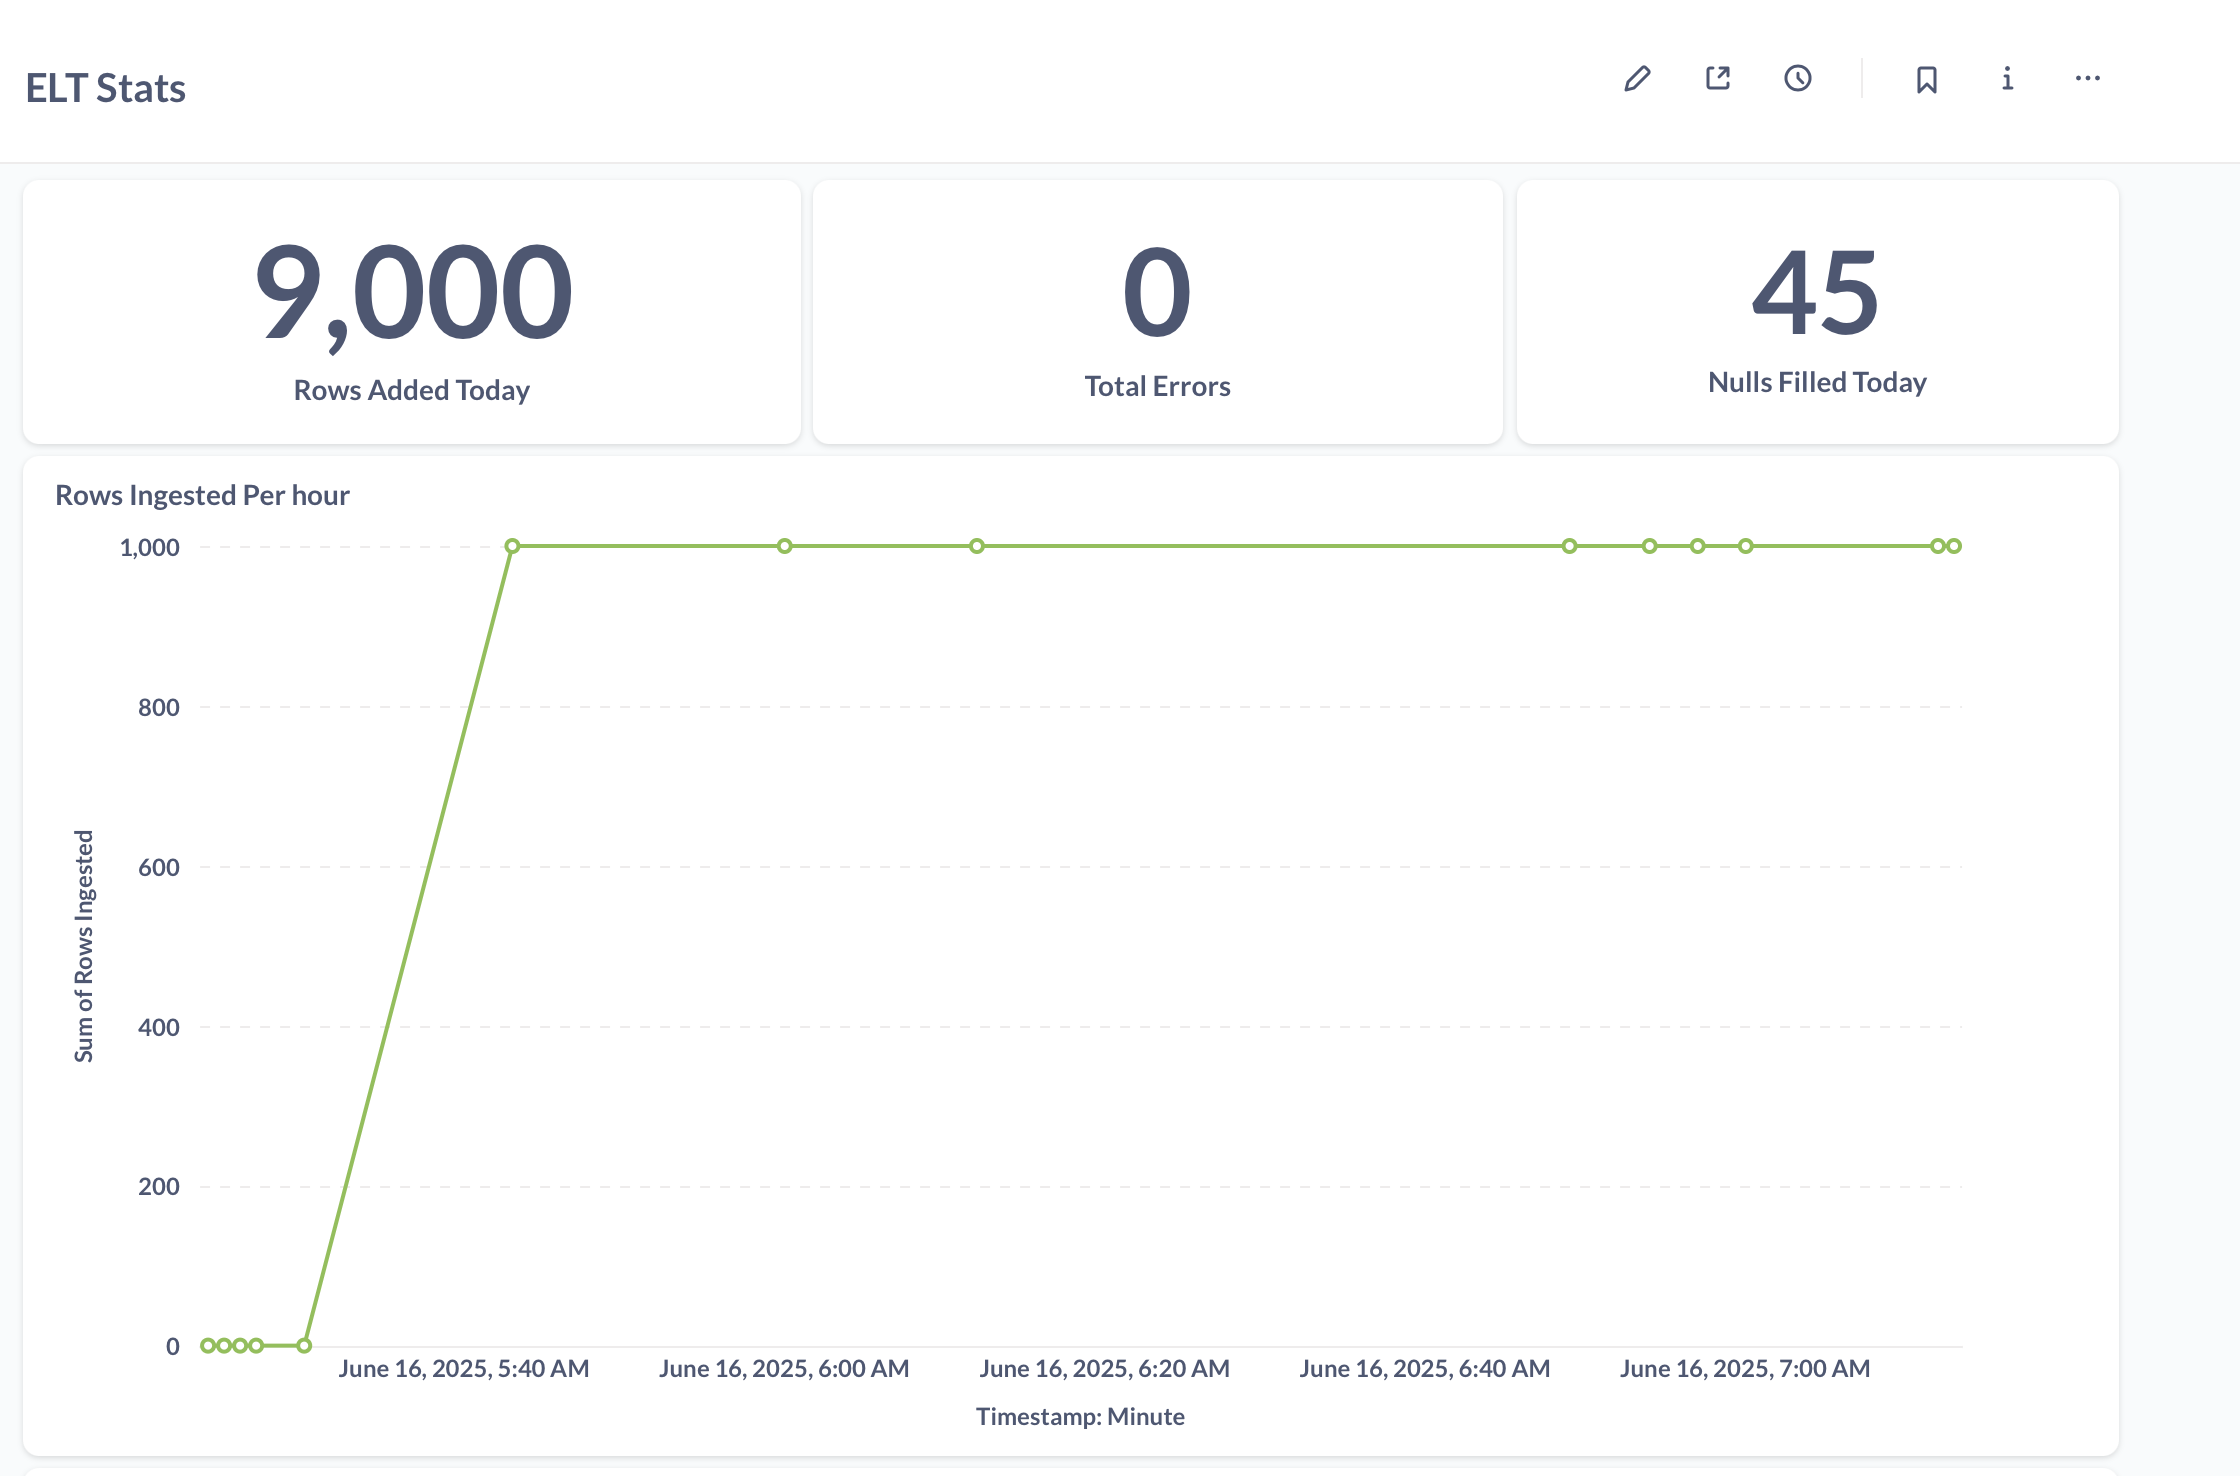 ELT Stats
9,000
Rows Added Today
0
Total Errors
45
Nulls Filled Today
Rows Ingested Per hour
1,000
800
600
400
200
0
Sum of Rows Ingested
June 16, 2025, 5:40 AM
June 16, 2025, 6:00 AM
June 16, 2025, 6:20 AM
June 16, 2025, 6:40 AM
June 16, 2025, 7:00 AM
Timestamp: Minute